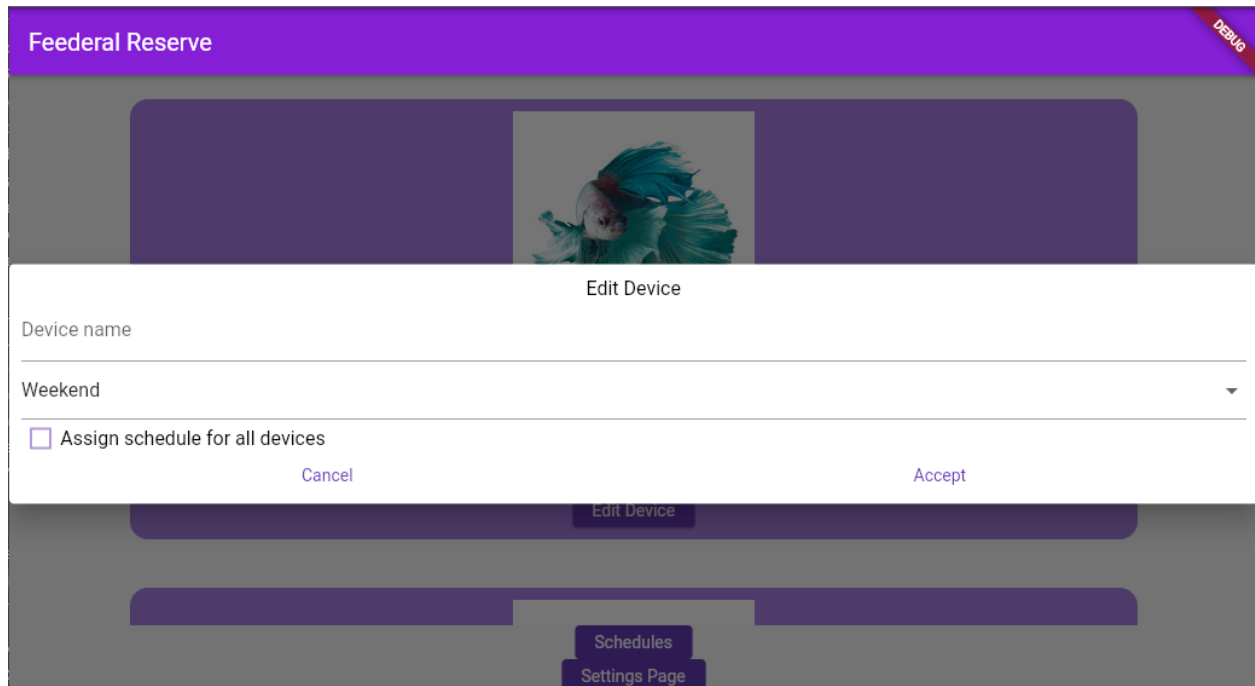 Feederal Reserve
DEBUG
Edit Device
Device name
Weekend
Assign schedule for all devices
Cancel Accept
Edit Device
Schedules
Settings Page